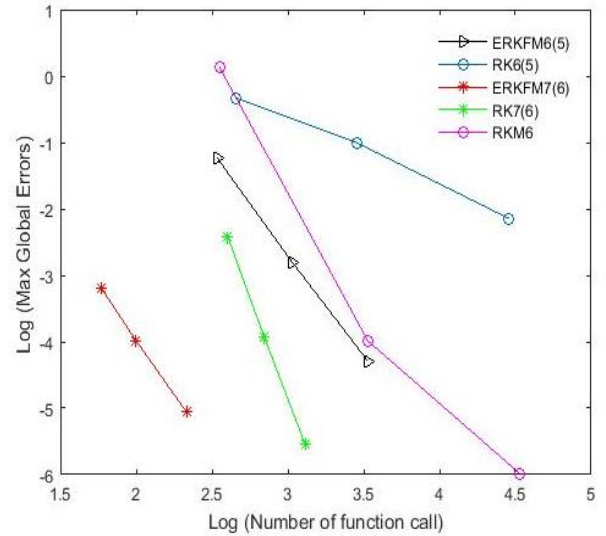 1
0
-1
-2
-3
-4
-5
-6
Log (Max Global Errors)
ERKFM6(5)
RK6(5)
ERKFM7(6)
RK7(6)
RKM6
1.5 2 2.5 3 3.5 4 4.5 5
Log (Number of function call)